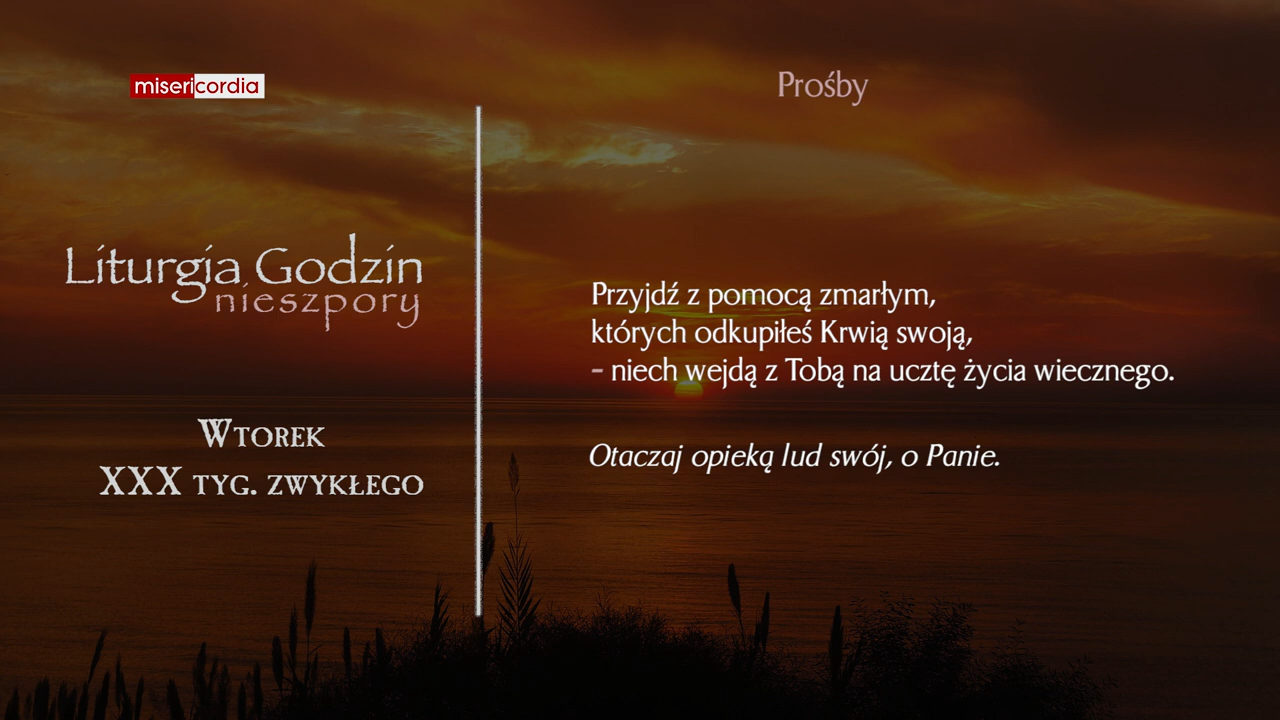 misericordia
Prośby
Liturgia Godzin
nieszpory
Wtorek
XXX tyg. zwykłego
Przyjdź z pomocą zmarłym,
których odkupiłeś Krwią swoją,
- niech wejdą z Tobą na ucztę życia wiecznego.
Otaczaj opieką lud swój, o Panie.